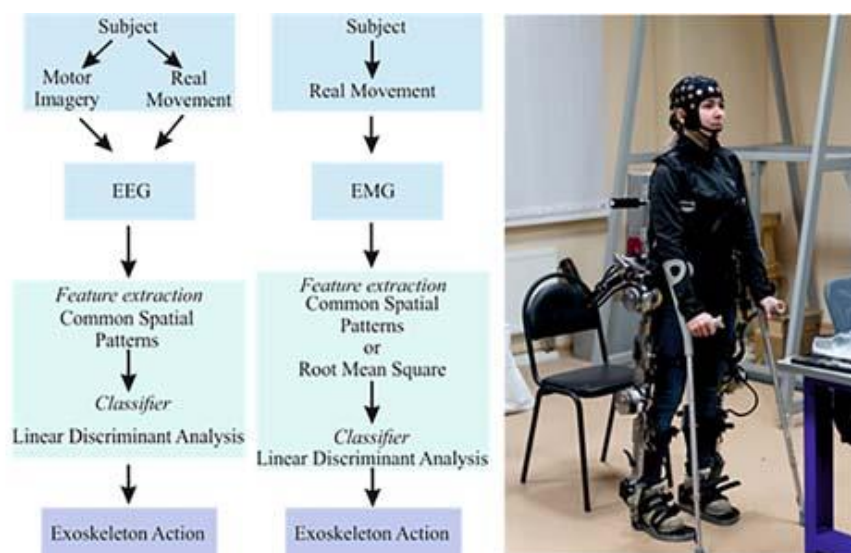 Subject
Motor
Imagery
Real
Movement
EEG
Feature extraction
Common Spatial
Patterns
Classifier
Linear Discriminant Analysis
Exoskeleton Action
Subject
Real Movement
EMG
Feature extraction
Common Spatial
Patterns
or
Root Mean Square
Classifier
Linear Discriminant Analysis
Exoskeleton Action